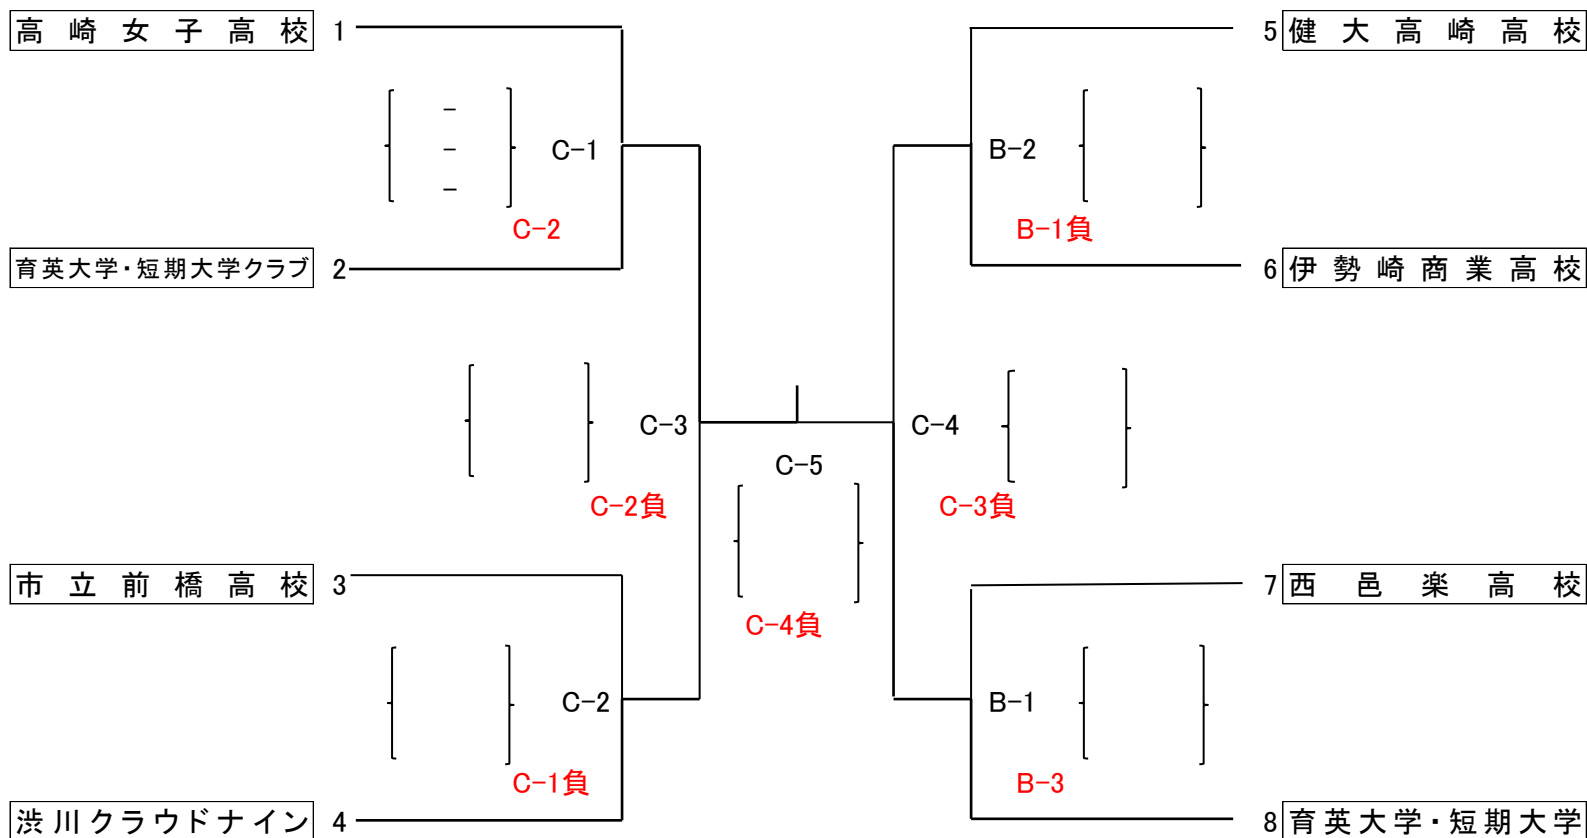 高崎女子高校 1
5 健大高崎高校
－
－
－
C-1
B-2
C-2
B-1負
育英大学・短期大学クラブ 2
6 伊勢崎商業高校
C-3
C-4
C-5
C-2負
C-3負
市立前橋高校 3
7 西邑楽高校
C-4負
C-2
B-1
C-1負
B-3
渋川クラウドナイン 4
8 育英大学・短期大学